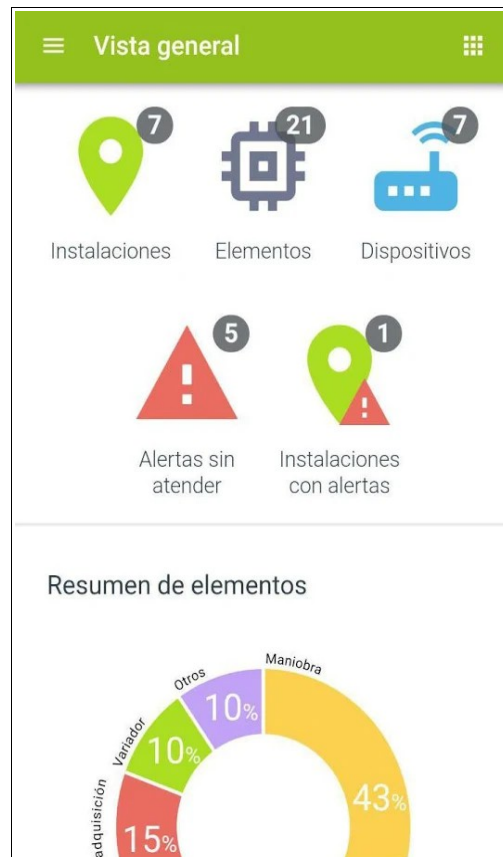 Vista general
7
21
7
Instalaciones
Elementos
Dispositivos
5
1
Alertas sin
atender
Instalaciones
con alertas
Resumen de elementos
Maniobra
Otros
10%
Variador
10%
43%
adquisición
15%